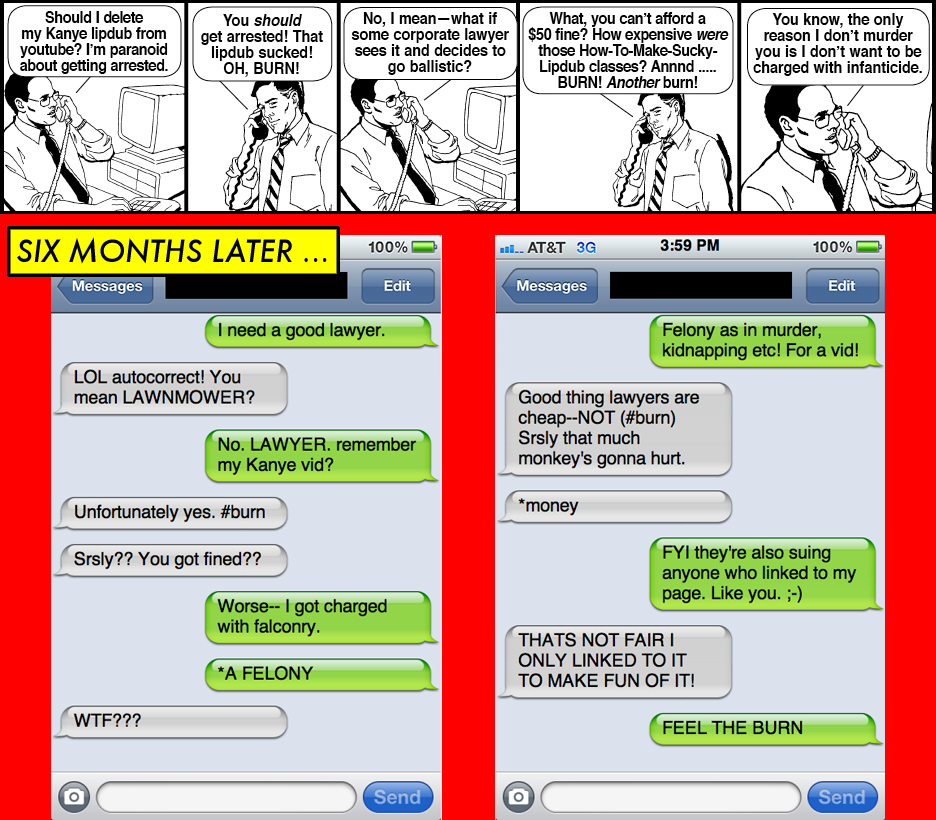 Should I delete
my Kanye lipdub from
youtube? I'm paranoid
about getting arrested.
You should
get arrested! That
lipdub sucked!
OH, BURN!
No, I mean—what if
some corporate lawyer
sees it and decides to
go ballistic?
What, you can't afford a
$50 fine? How expensive were
those How-To-Make-Sucky-
Lipdub classes? Annnd .....
BURN! Another burn!
You know, the only
reason I don't murder
you is I don't want to be
charged with infanticide.
SIX MONTHS LATER ...
100%
Messages
Edit
I need a good lawyer.
LOL autocorrect! You
mean LAWNMOWER?
No. LAWYER. remember
my Kanye vid?
Unfortunately yes. #burn
Srsly?? You got fined??
Worse-- I got charged
with falconry.
*A FELONY
WTF???
Send
AT&T 3G 3:59 PM 100%
Messages
Edit
Felony as in murder,
kidnapping etc! For a vid!
Good thing lawyers are
cheap--NOT (#burn)
Srsly that much
monkey's gonna hurt.
*money
FYI they're also suing
anyone who linked to my
page. Like you. ;-)
THATS NOT FAIR I
ONLY LINKED TO IT
TO MAKE FUN OF IT!
FEEL THE BURN
Send